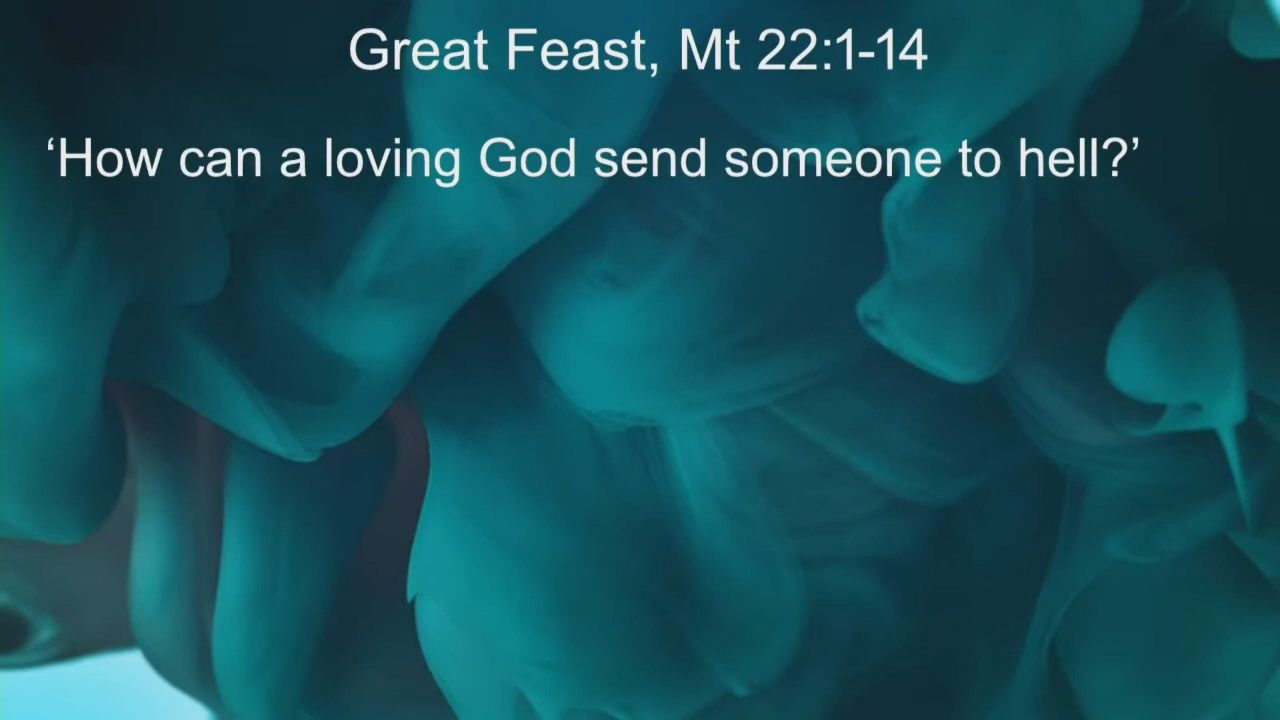 Great Feast, Mt 22:1-14
‘How can a loving God send someone to hell?’